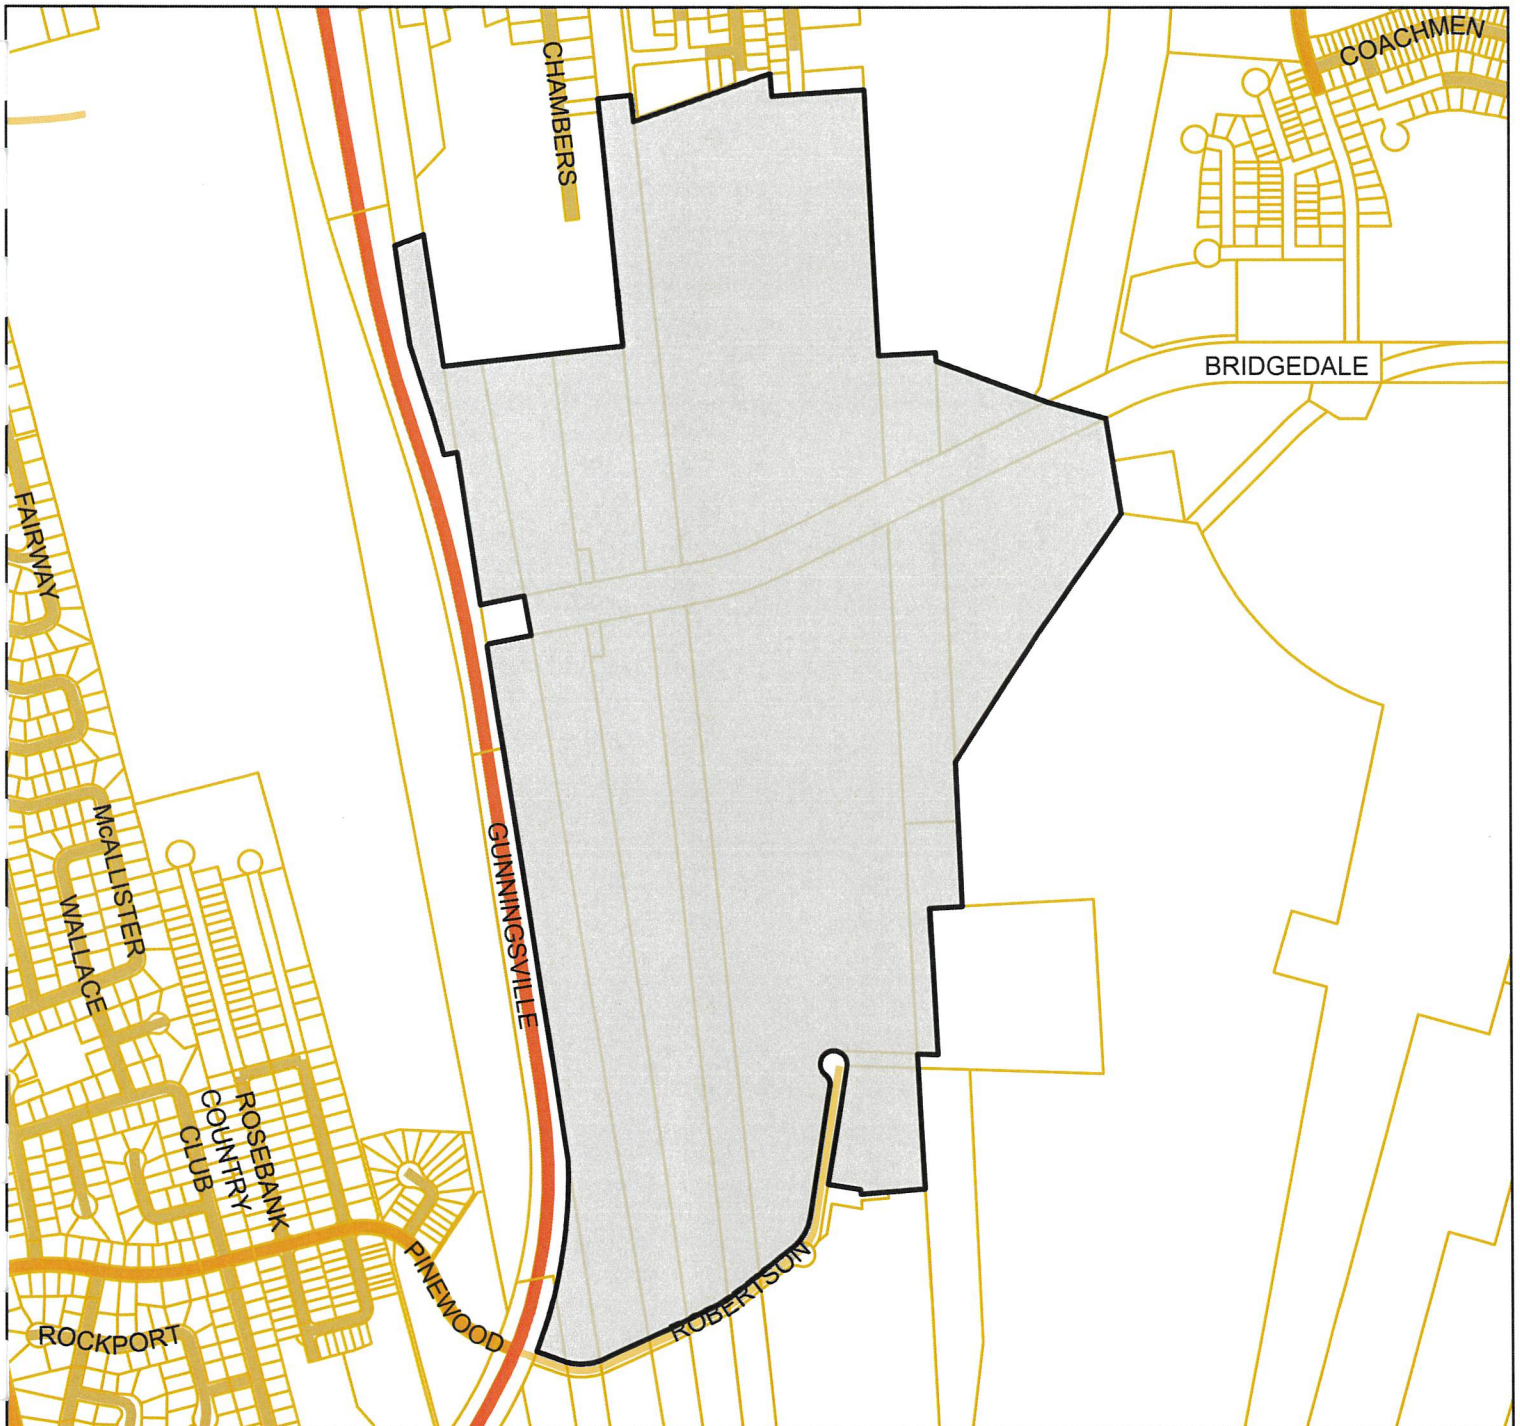 COACHMEN
CHAMBERS
BRIDGEDALE
FAIRWAY
McALLISTER
GUNNINGSVILLE
WALLACE
ROSEBANK
COUNTRY
CLUB
PINEWOOD
ROBERTSON
ROCKPORT